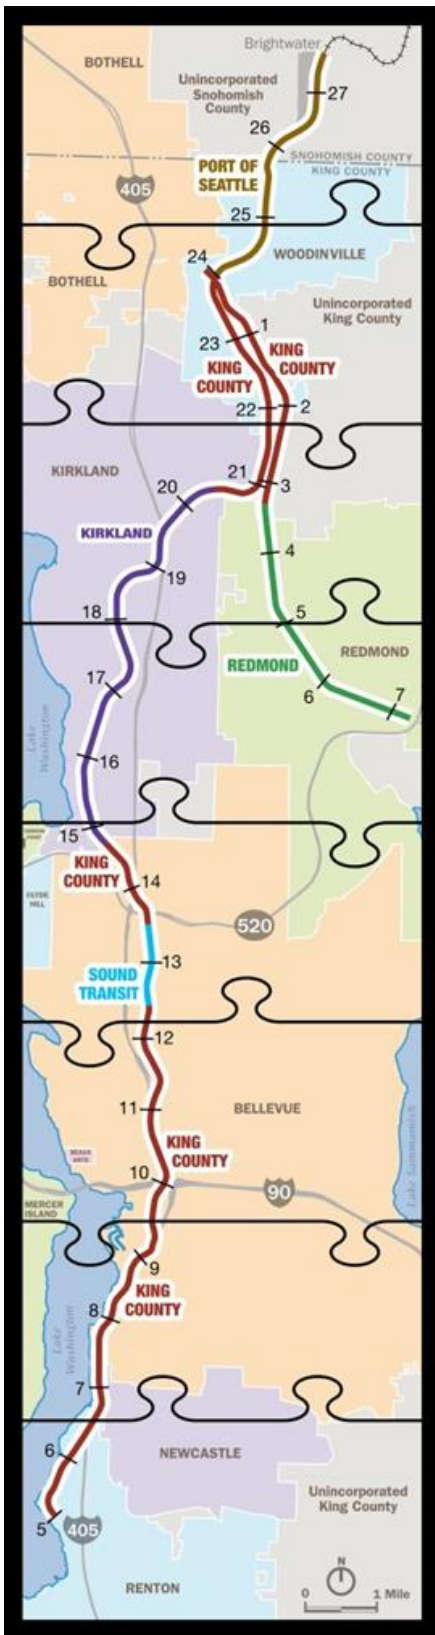 Brightwater
BOTHELL
Unincorporated
Snohomish
County
27
26
SNOHOMISH COUNTY
KING COUNTY
PORT OF
SEATTLE
405
25
24
WOODINVILLE
BOTHELL
Unincorporated
King County
1
23
KING
COUNTY
KING
COUNTY
22
2
KIRKLAND
21
3
20
KIRKLAND
4
19
18
5
REDMOND
REDMOND
17
6
7
Lake
Washington
16
15
KING
COUNTY
14
CLYDE
HILL
520
13
SOUND
TRANSIT
12
11
BELLEVUE
KING
COUNTY
BEAUX
ARTS
Lake Sammamish
10
90
MERCER
ISLAND
9
KING
COUNTY
8
Lake
Washington
7
6
NEWCASTLE
Unincorporated
King County
5
405
N
RENTON
0 1 Mile